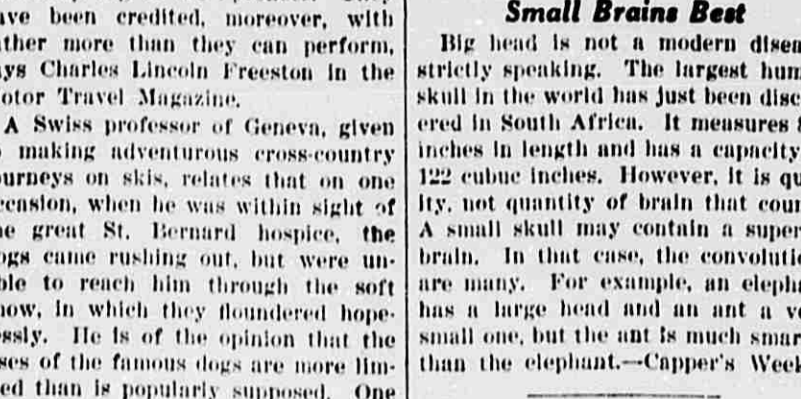 ave been credited, moreover, with
ather more than they can perform,
ays Charles Lincoln Freeston in the
otor Travel Magazine.
A Swiss professor of Geneva, given
making adventurous cross-country
ourneys on skis, relates that on one
ccasion, when he was within sight of
he great St. Bernard hospice, the
ogs came rushing out, but were un-
ble to reach him through the soft
now, in which they floundered hope-
essly. He is of the opinion that the
ses of the famous dogs are more lim-
ted than is popularly supposed. One
Small Brains Best
Big head is not a modern disea
strictly speaking. The largest hum
skull in the world has just been disc
ered in South Africa. It measures
inches in length and has a capacity
122 cubuc inches. However, it is qu
ity, not quantity of brain that coun
A small skull may contain a super
brain. In that case, the convolutio
are many. For example, an elepha
has a large head and an ant a ve
small one, but the ant is much smar
than the elephant.—Capper's Week